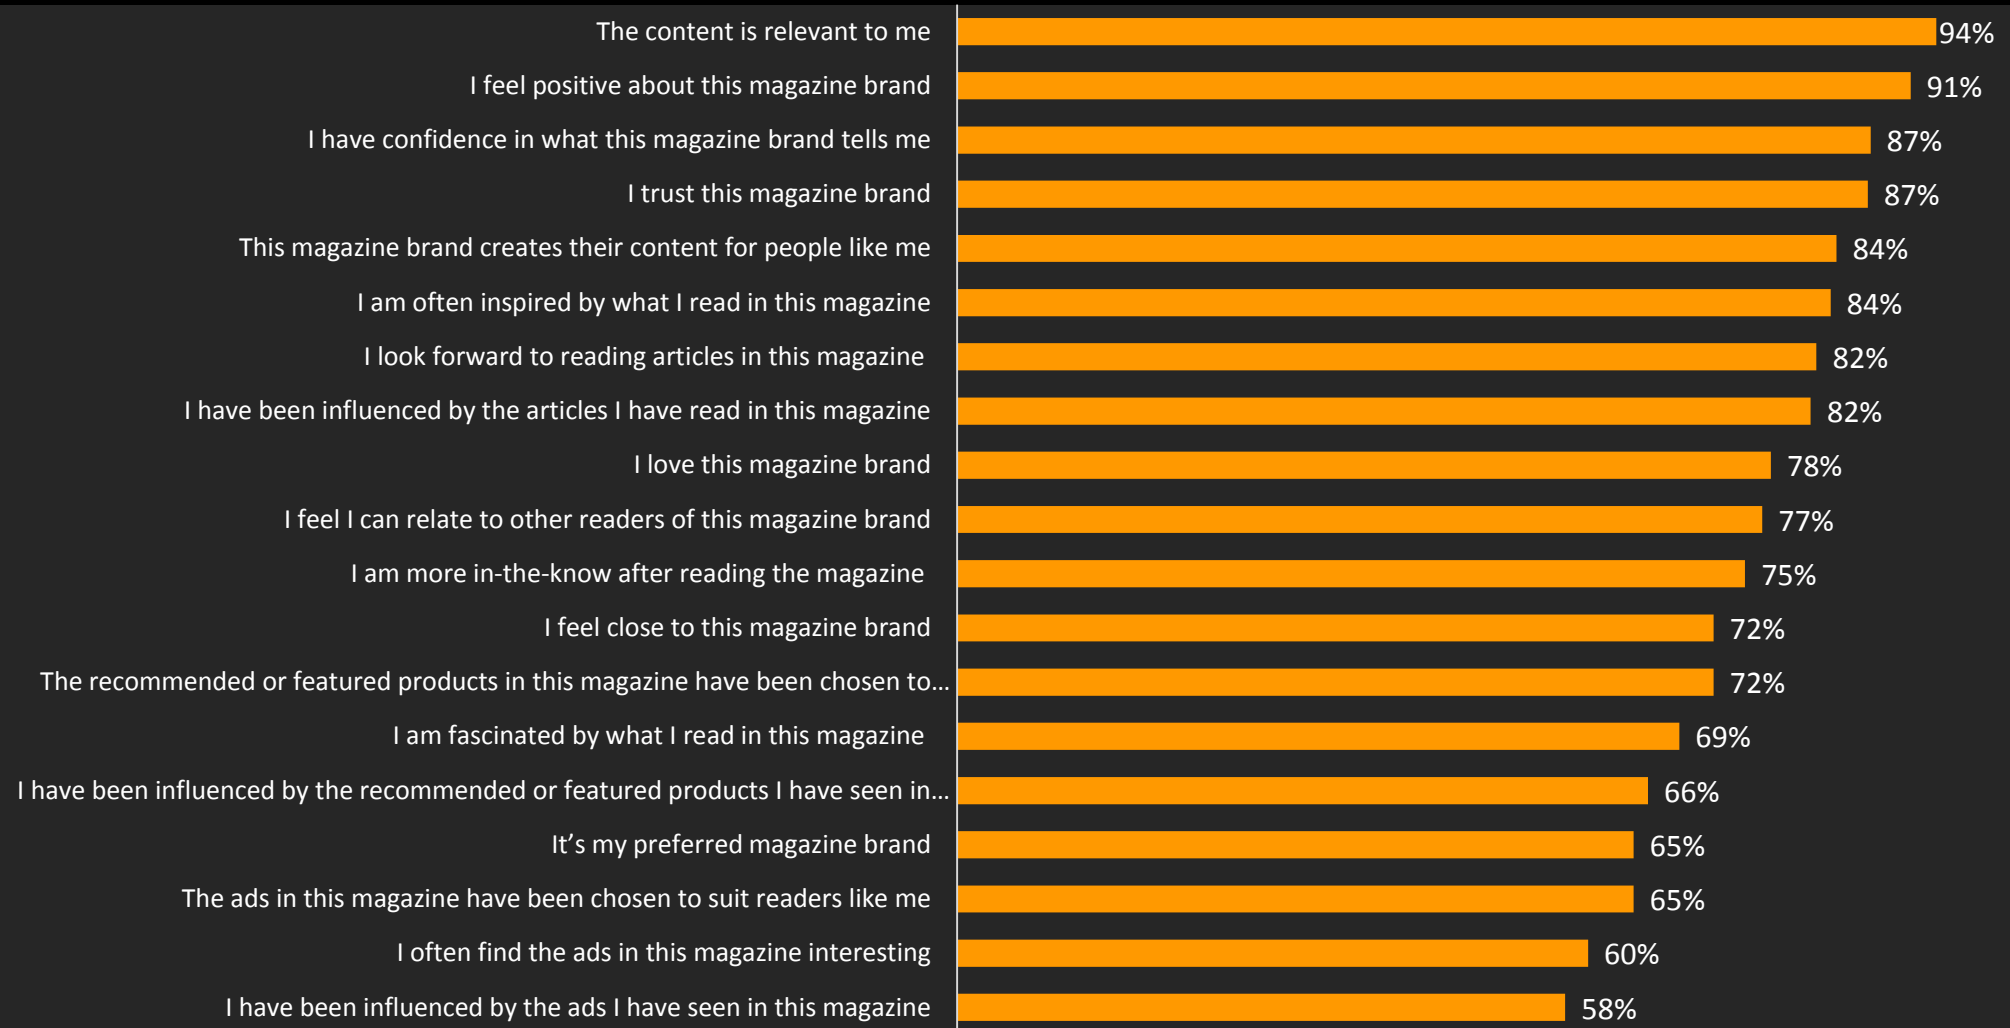 The content is relevant to me 94%
I feel positive about this magazine brand 91%
I have confidence in what this magazine brand tells me 87%
I trust this magazine brand 87%
This magazine brand creates their content for people like me 84%
I am often inspired by what I read in this magazine 84%
I look forward to reading articles in this magazine 82%
I have been influenced by the articles I have read in this magazine 82%
I love this magazine brand 78%
I feel I can relate to other readers of this magazine brand 77%
I am more in-the-know after reading the magazine 75%
I feel close to this magazine brand 72%
The recommended or featured products in this magazine have been chosen to… 72%
I am fascinated by what I read in this magazine 69%
I have been influenced by the recommended or featured products I have seen in… 66%
It’s my preferred magazine brand 65%
The ads in this magazine have been chosen to suit readers like me 65%
I often find the ads in this magazine interesting 60%
I have been influenced by the ads I have seen in this magazine 58%